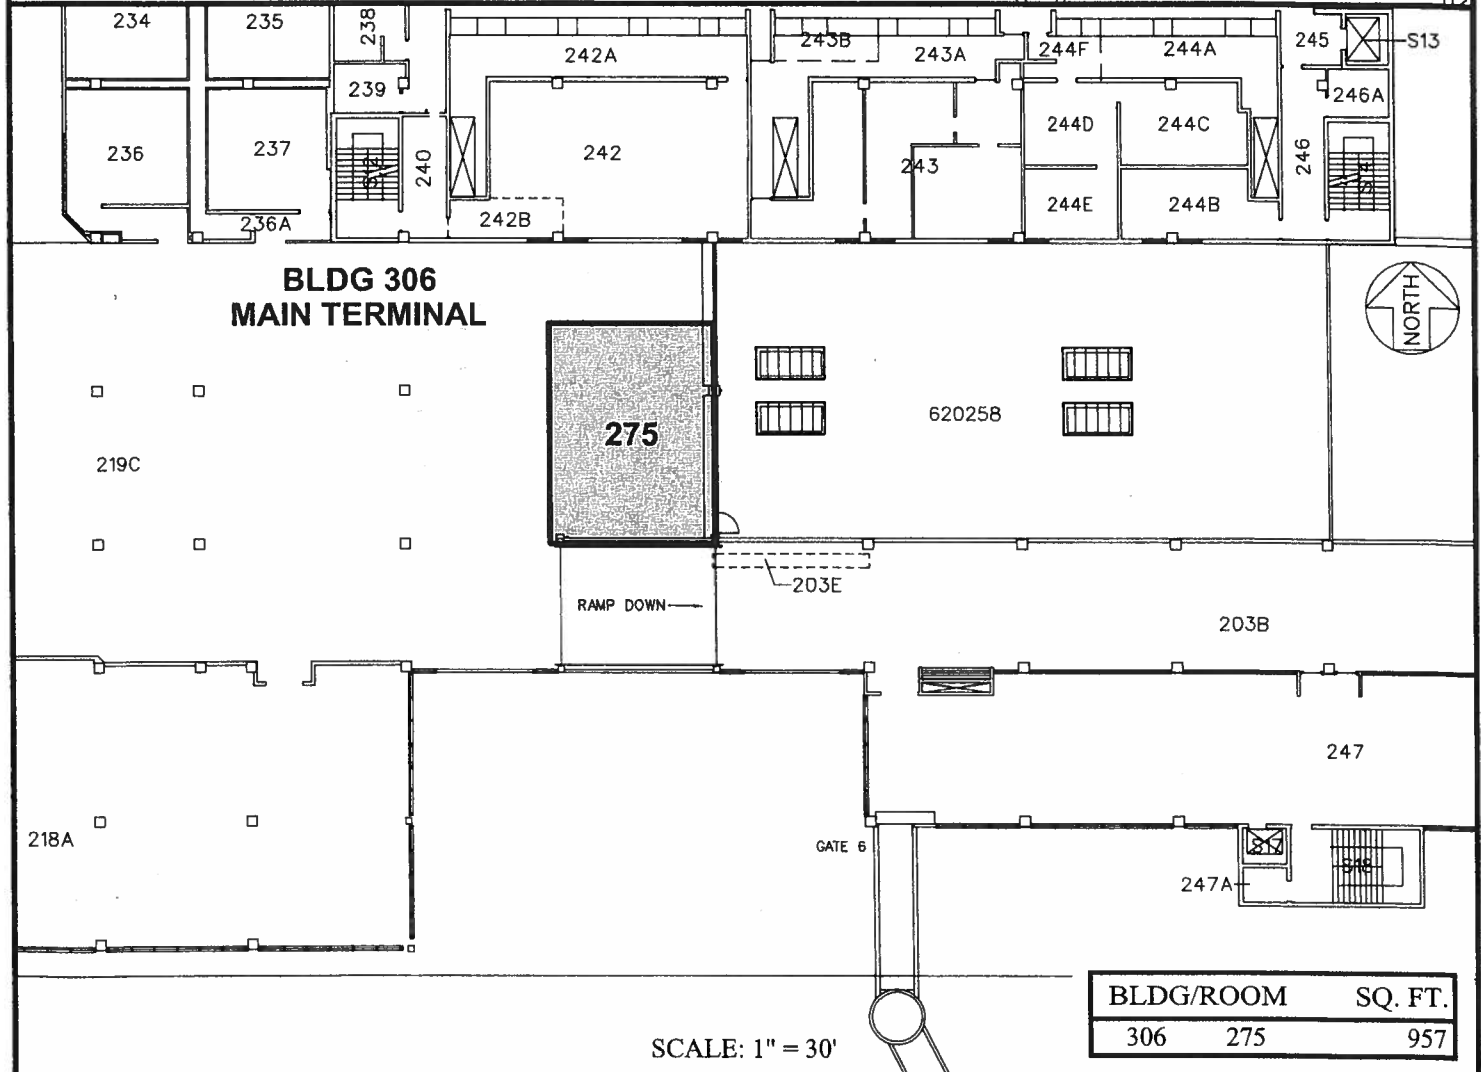 234
235
238
243B
244F
245
S13
242A
243A
244A
239
246A
236
237
S12
240
242
243
244D
244C
246
S14
236A
242B
244E
244B
BLDG 306
MAIN TERMINAL
NORTH
275
620258
219C
203E
RAMP DOWN
203B
247
218A
GATE 6
S17
S18
247A
BLDG/ROOM SQ. FT.
306 275 957
SCALE: 1" = 30'